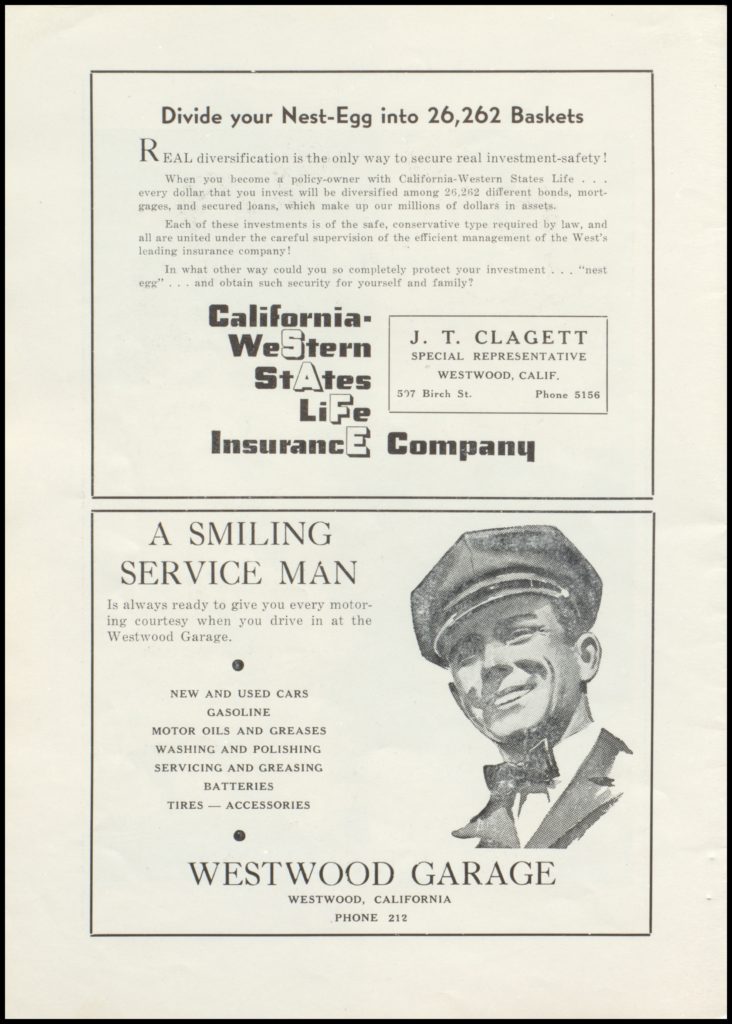 Divide your Nest-Egg into 26,262 Baskets
REAL diversification is the only way to secure real investment-safety!
When you become a policy-owner with California-Western States Life . . .
every dollar that you invest will be diversified among 26,262 different bonds, mort-
gages, and secured loans, which make up our millions of dollars in assets.
Each of these investments is of the safe, conservative type required by law, and
all are united under the careful supervision of the efficient management of the West's
leading insurance company!
In what other way could you so completely protect your investment . . . "nest
egg" . . . and obtain such security for yourself and family?
California-
WeStern
StAtes
LiFe
InsurancE Company
J. T. CLAGETT
SPECIAL REPRESENTATIVE
WESTWOOD, CALIF.
507 Birch St. Phone 5156
A SMILING
SERVICE MAN
Is always ready to give you every motor-
ing courtesy when you drive in at the
Westwood Garage.
NEW AND USED CARS
GASOLINE
MOTOR OILS AND GREASES
WASHING AND POLISHING
SERVICING AND GREASING
BATTERIES
TIRES — ACCESSORIES
WESTWOOD GARAGE
WESTWOOD, CALIFORNIA
PHONE 212